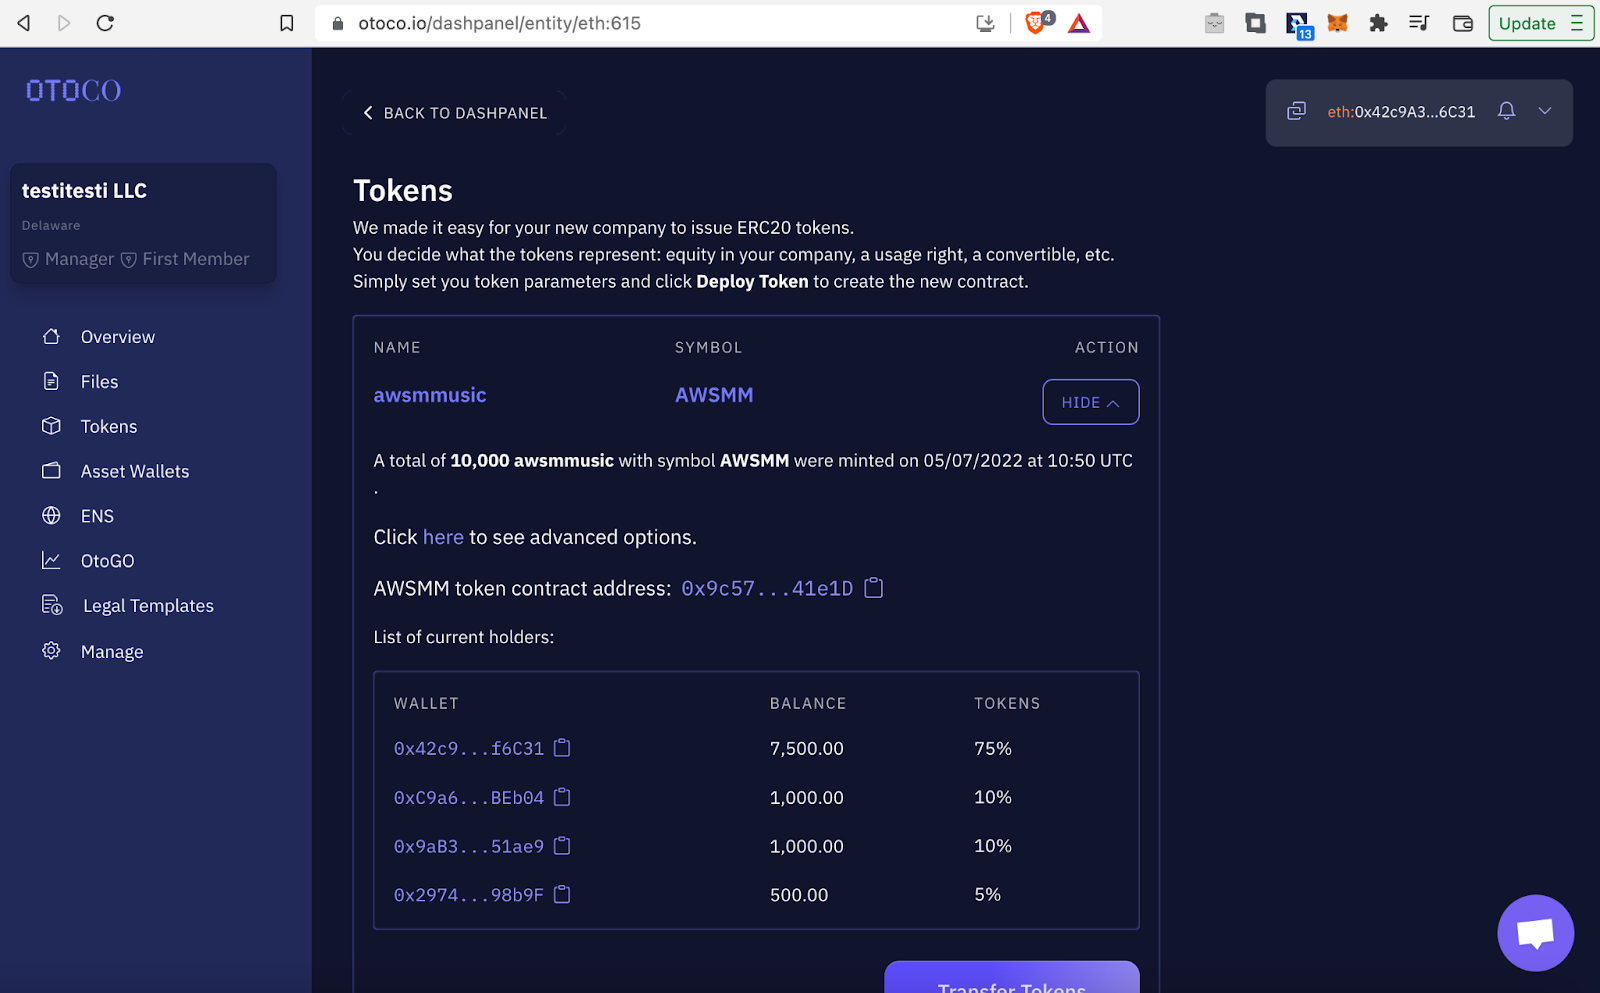 otoco.io/dashpanel/entity/eth:615
4
13
Update
OTOCO
BACK TO DASHPANEL
eth:0x42c9A3...6C31
testitesti LLC
Delaware
Manager First Member
Overview
Files
Tokens
Asset Wallets
ENS
OtoGO
Legal Templates
Manage
Tokens
We made it easy for your new company to issue ERC20 tokens.
You decide what the tokens represent: equity in your company, a usage right, a convertible, etc.
Simply set you token parameters and click Deploy Token to create the new contract.
NAME SYMBOL ACTION
awsmmusic AWSMM HIDE
A total of 10,000 awsmmusic with symbol AWSMM were minted on 05/07/2022 at 10:50 UTC
.
Click here to see advanced options.
AWSMM token contract address: 0x9c57...41e1D
List of current holders:
WALLET BALANCE TOKENS
0x42c9...f6C31 7,500.00 75%
0xC9a6...BEb04 1,000.00 10%
0x9aB3...51ae9 1,000.00 10%
0x2974...98b9F 500.00 5%
Transfer Tokens